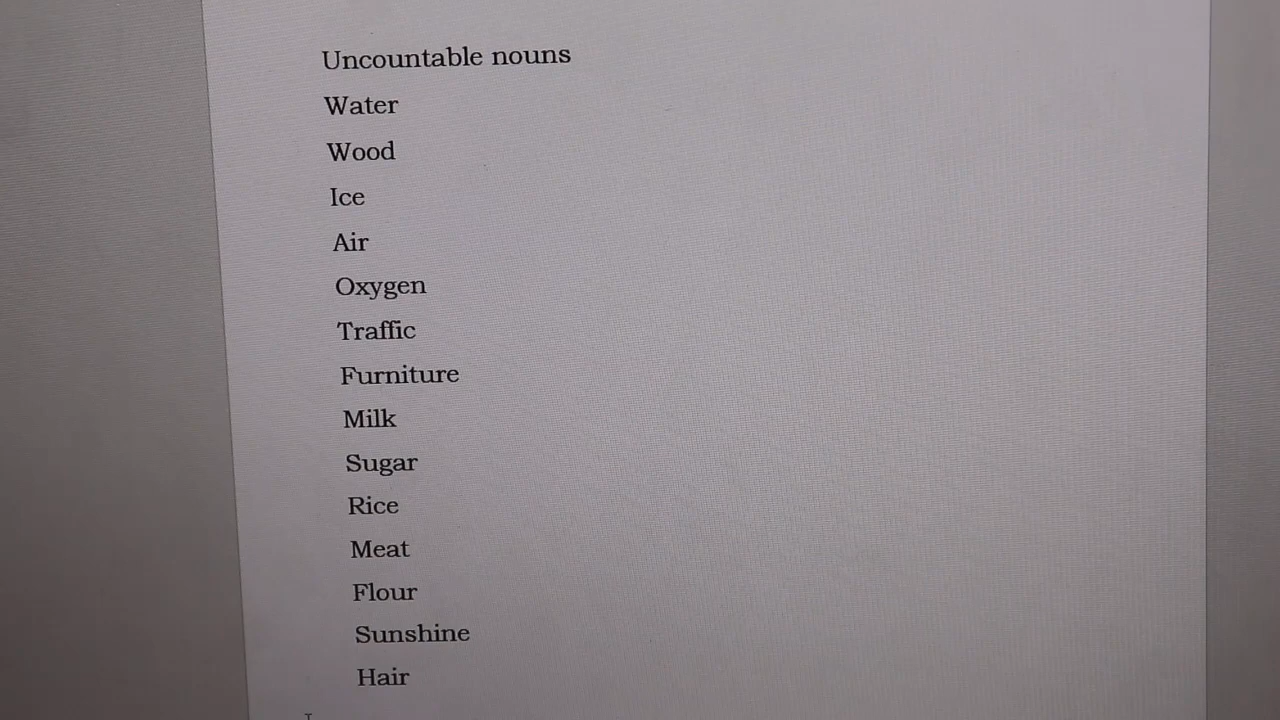 Uncountable nouns
Water
Wood
Ice
Air
Oxygen
Traffic
Furniture
Milk
Sugar
Rice
Meat
Flour
Sunshine
Hair